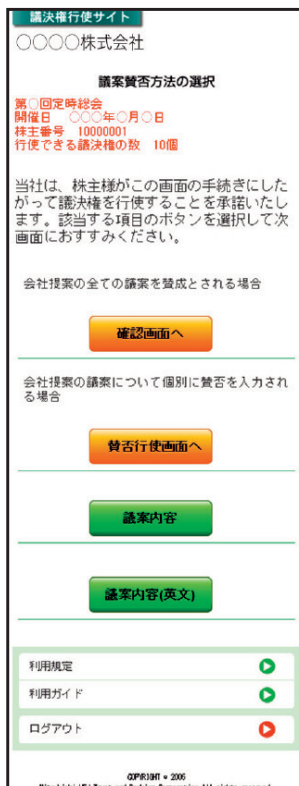 議決権行使サイト
○○○○株式会社
議案賛否方法の選択
第○回定時総会
開催日 ○○○年○月○日
株主番号 10000001
行使できる議決権の数 10個
当社は、株主様がこの画面の手続きにした
がって議決権を行使することを承諾いたし
ます。該当する項目のボタンを選択して次
画面におすすみください。
会社提案の全ての議案を賛成とされる場合
確認画面へ
会社提案の議案について個別に賛否を入力され
る場合
賛否行使画面へ
議案内容
議案内容(英文)
利用規定
利用ガイド
ログアウト
COPYRIGHT = 2006